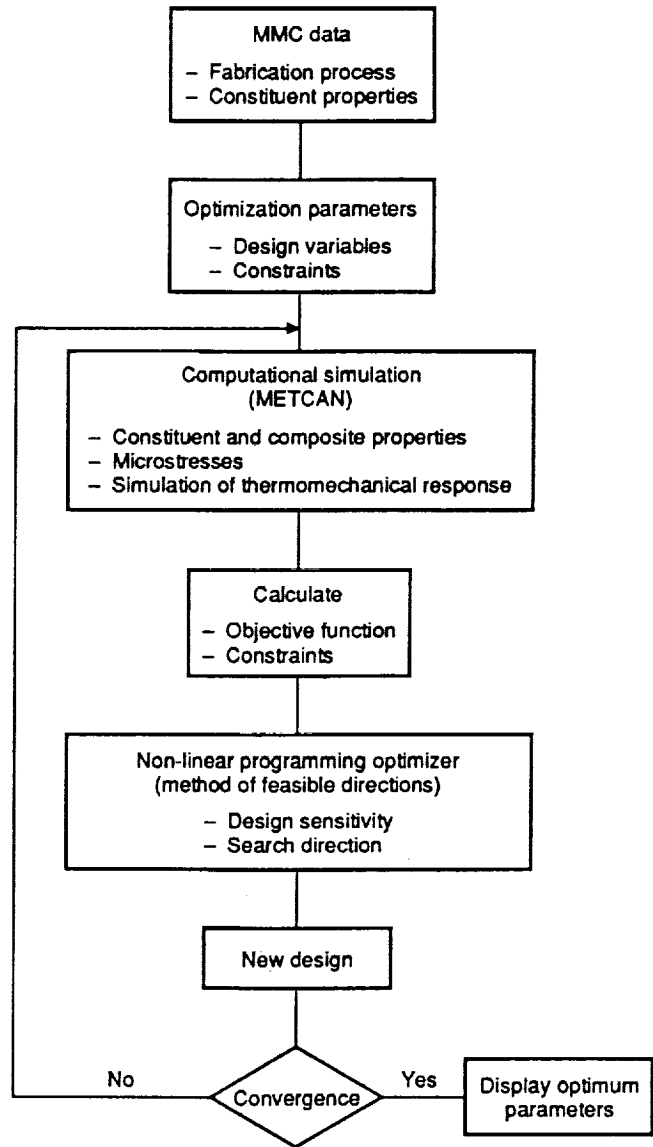 MMC data
– Fabrication process
– Constituent properties
Optimization parameters
– Design variables
– Constraints
Computational simulation
(METCAN)
– Constituent and composite properties
– Microstresses
– Simulation of thermomechanical response
Calculate
– Objective function
– Constraints
Non-linear programming optimizer
(method of feasible directions)
– Design sensitivity
– Search direction
New design
No
Convergence
Yes
Display optimum
parameters